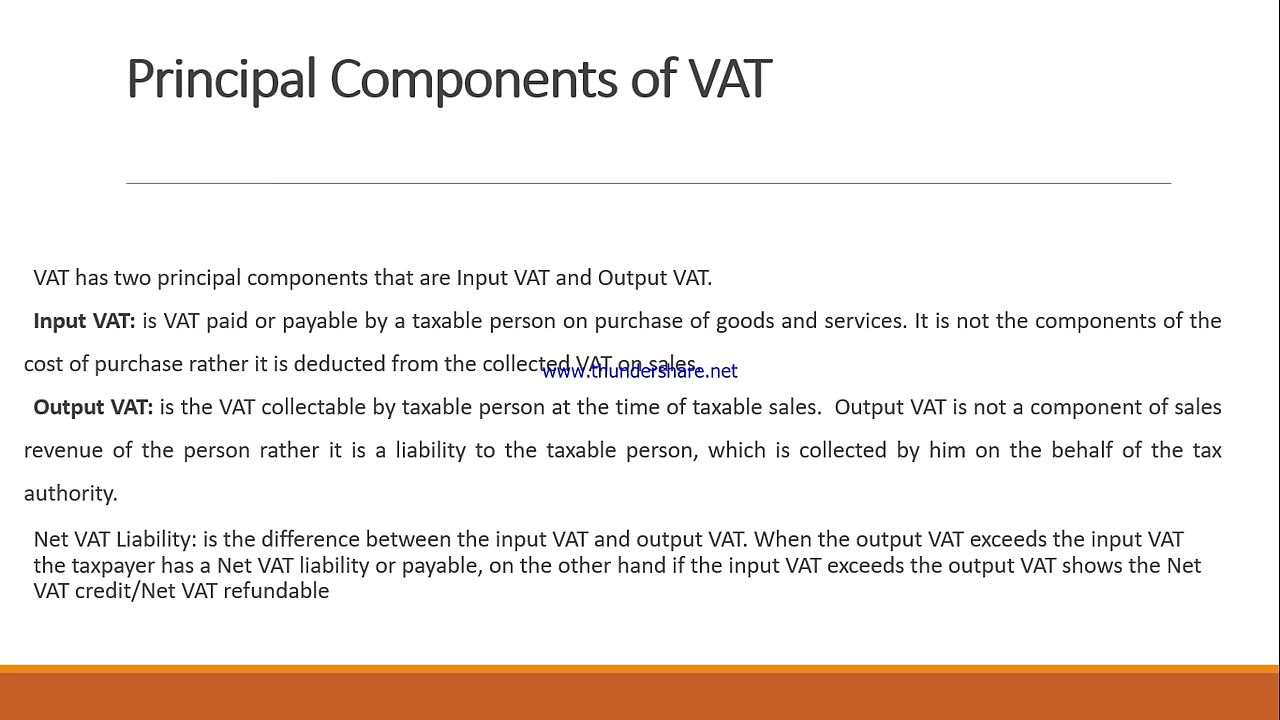 Principal Components of VAT
VAT has two principal components that are Input VAT and Output VAT.
Input VAT: is VAT paid or payable by a taxable person on purchase of goods and services. It is not the components of the
cost of purchase rather it is deducted from the collected VAT on sales.
www.thundershare.net
Output VAT: is the VAT collectable by taxable person at the time of taxable sales. Output VAT is not a component of sales
revenue of the person rather it is a liability to the taxable person, which is collected by him on the behalf of the tax
authority.
Net VAT Liability: is the difference between the input VAT and output VAT. When the output VAT exceeds the input VAT
the taxpayer has a Net VAT liability or payable, on the other hand if the input VAT exceeds the output VAT shows the Net
VAT credit/Net VAT refundable